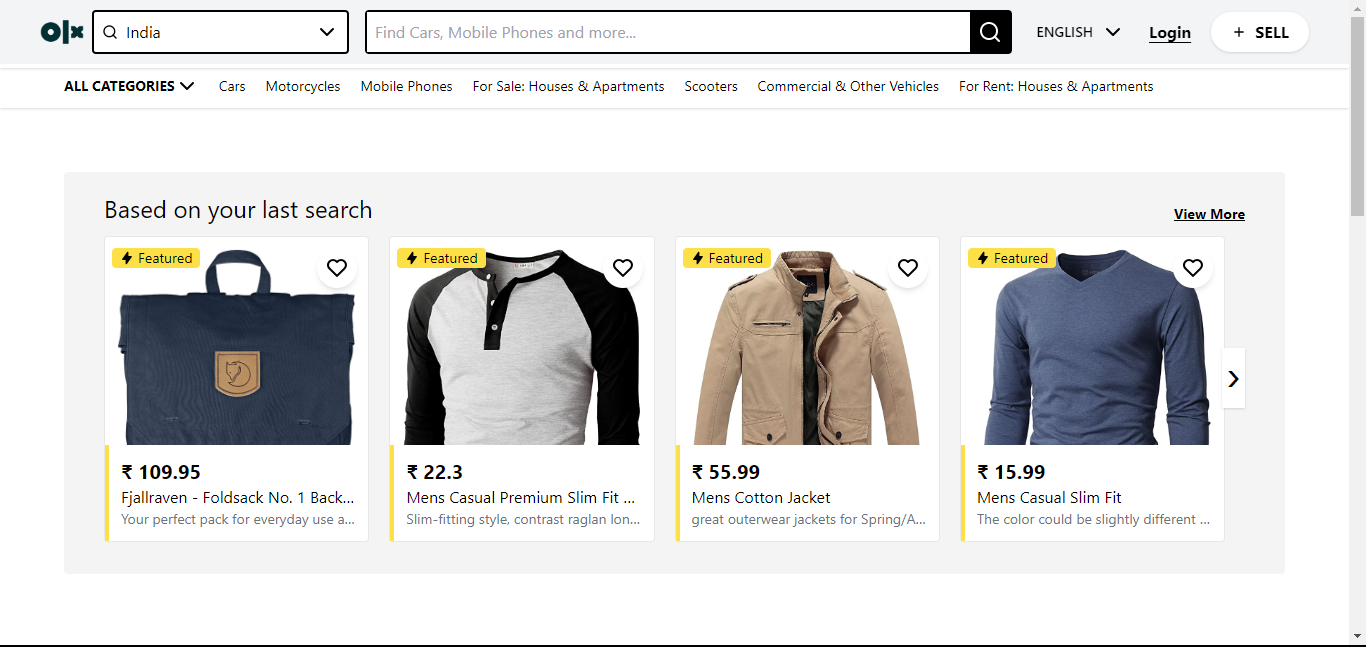 olx
India
Find Cars, Mobile Phones and more...
ENGLISH
Login
+ SELL
ALL CATEGORIES
Cars
Motorcycles
Mobile Phones
For Sale: Houses & Apartments
Scooters
Commercial & Other Vehicles
For Rent: Houses & Apartments
Based on your last search
View More
Featured
₹ 109.95
Fjallraven - Foldsack No. 1 Back...
Your perfect pack for everyday use a...
Featured
₹ 22.3
Mens Casual Premium Slim Fit ...
Slim-fitting style, contrast raglan lon...
Featured
₹ 55.99
Mens Cotton Jacket
great outerwear jackets for Spring/A...
Featured
₹ 15.99
Mens Casual Slim Fit
The color could be slightly different ...